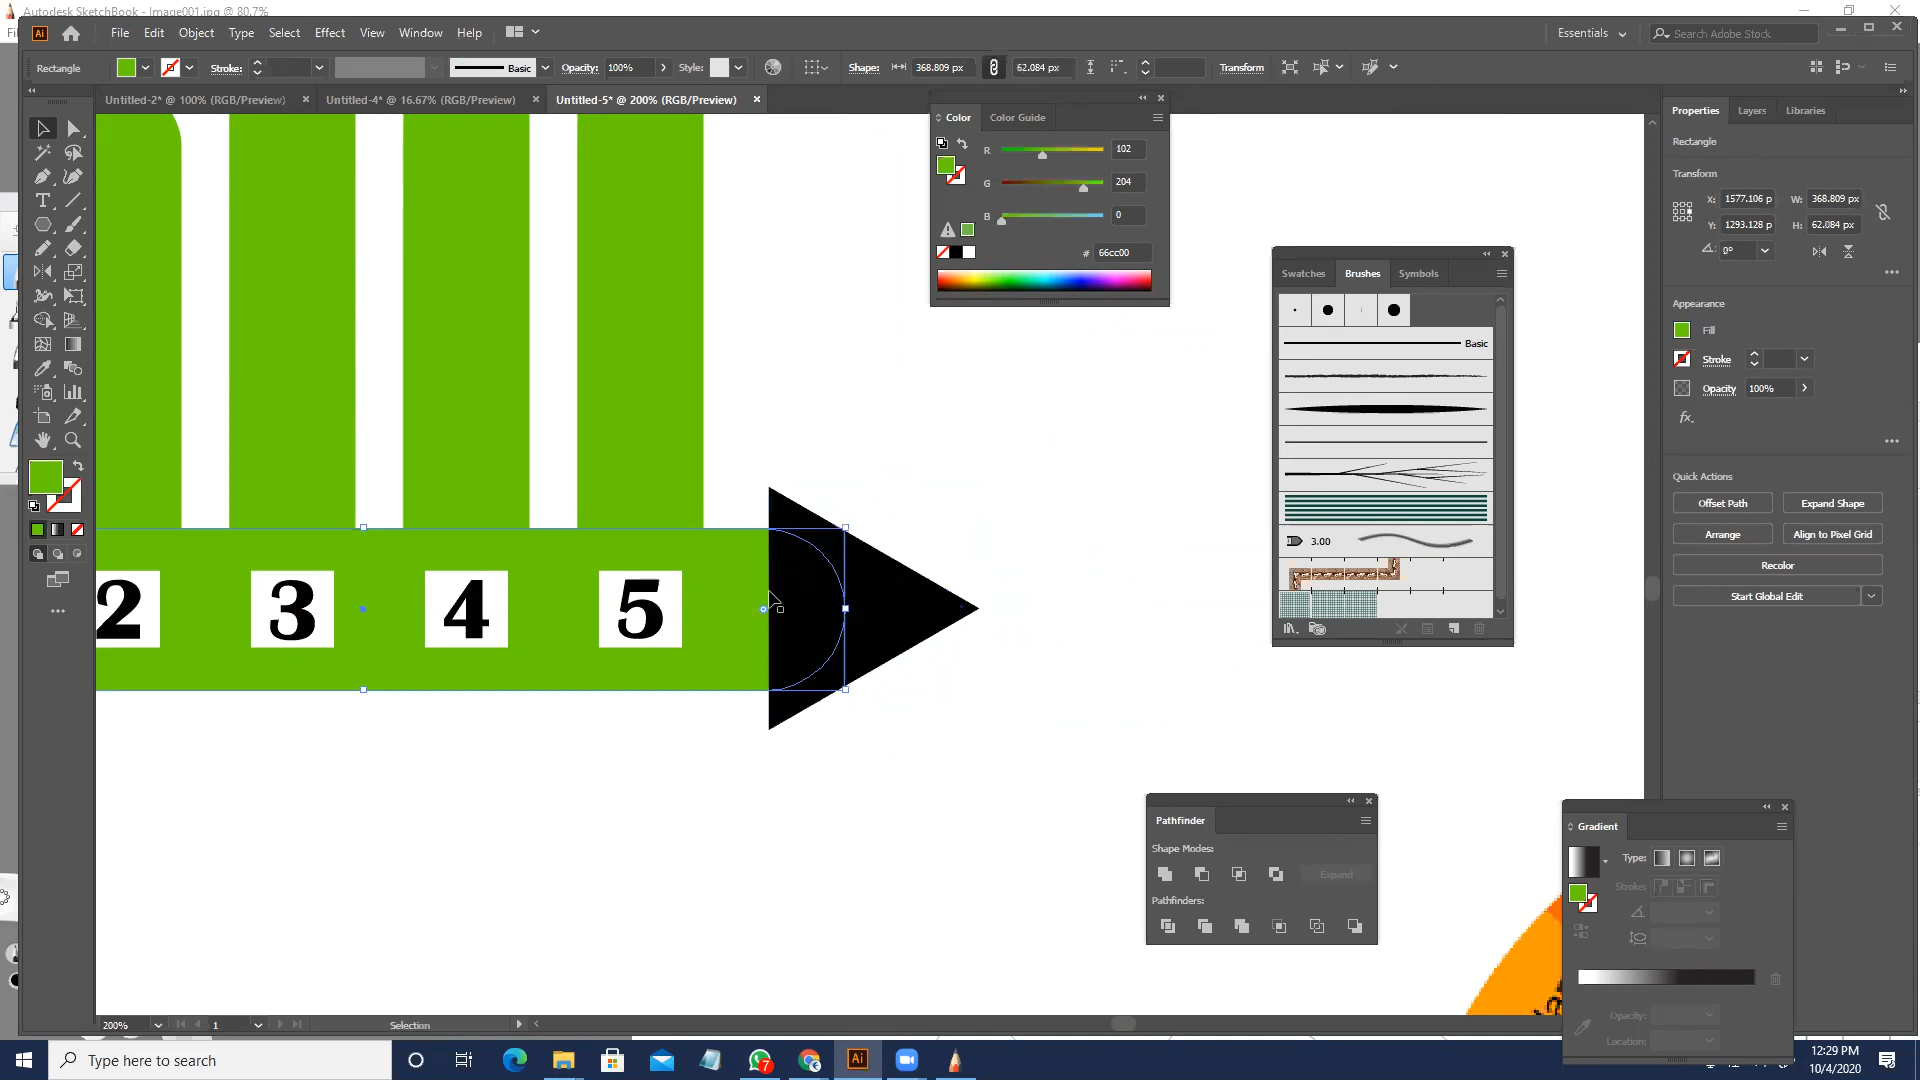 Autodesk SketchBook - Image001.jpg @ 80.7%
Ai File Edit Object Type Select Effect View Window Help Essentials Search Adobe Stock
Rectangle Stroke: Basic Opacity: 100% Style: Shape: 368.809 px 62.084 px Transform
Untitled-2* @ 100% (RGB/Preview) Untitled-4* @ 16.67% (RGB/Preview) Untitled-5* @ 200% (RGB/Preview)
Color Color Guide
R 102
G 204
B 0
# 66cc00
Properties Layers Libraries
Rectangle
Transform
X: 1577.106 p W: 368.809 px
Y: 1293.128 p H: 62.084 px
0°
Appearance
Fill
Stroke
Opacity 100%
fx
Quick Actions
Offset Path Expand Shape
Arrange Align to Pixel Grid
Recolor
Start Global Edit
Swatches Brushes Symbols
Basic
3.00
2 3 4 5
Pathfinder
Shape Modes:
Expand
Pathfinders:
Gradient
Type:
Stroke:
Opacity:
Location:
200% 1 Selection
Type here to search
7
Ai
12:29 PM
10/4/2020